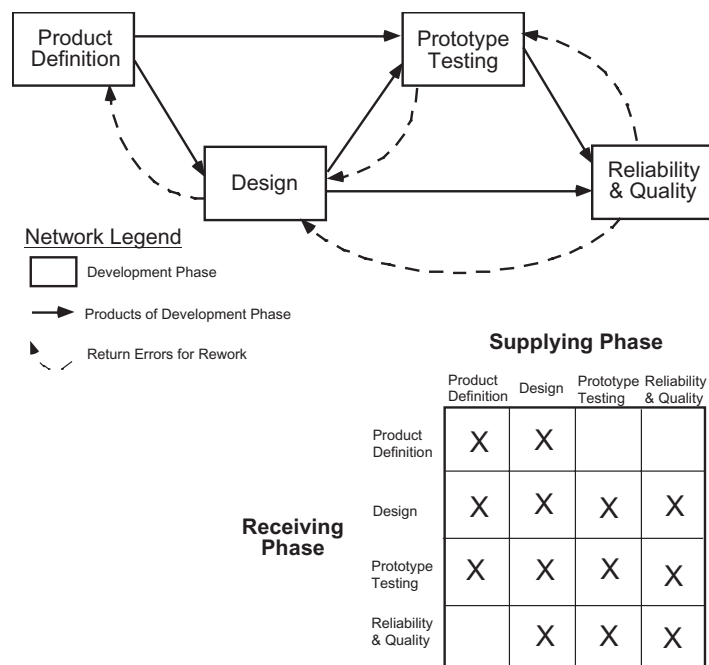 Product
Definition
Prototype
Testing
Design
Reliability
& Quality
Network Legend
Development Phase
Products of Development Phase
Return Errors for Rework
Supplying Phase
Product
Definition
Design
Prototype
Testing
Reliability
& Quality
Receiving
Phase
Product
Definition
X X
Design
X X X X
Prototype
Testing
X X X X
Reliability
& Quality
X X X